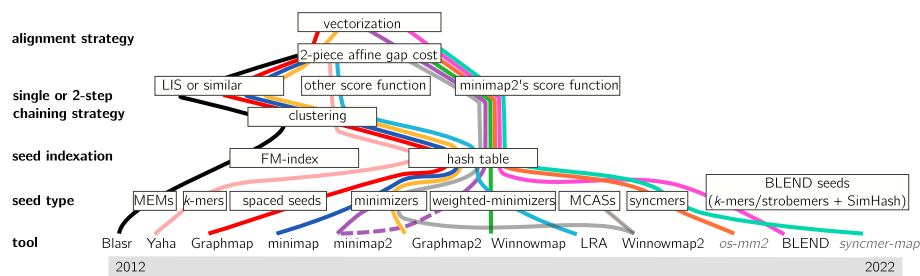 vectorization
alignment strategy
2-piece affine gap cost
LIS or similar
other score function
minimap2's score function
single or 2-step
chaining strategy
clustering
seed indexation
FM-index
hash table
seed type
MEMs
k-mers
spaced seeds
minimizers
weighted-minimizers
MCASs
syncmers
BLEND seeds
(k-mers/strobemers + SimHash)
tool
Blasr
Yaha
Graphmap
minimap
minimap2
Graphmap2
Winnowmap
LRA
Winnowmap2
os-mm2
BLEND
syncmer-map
2012
2022